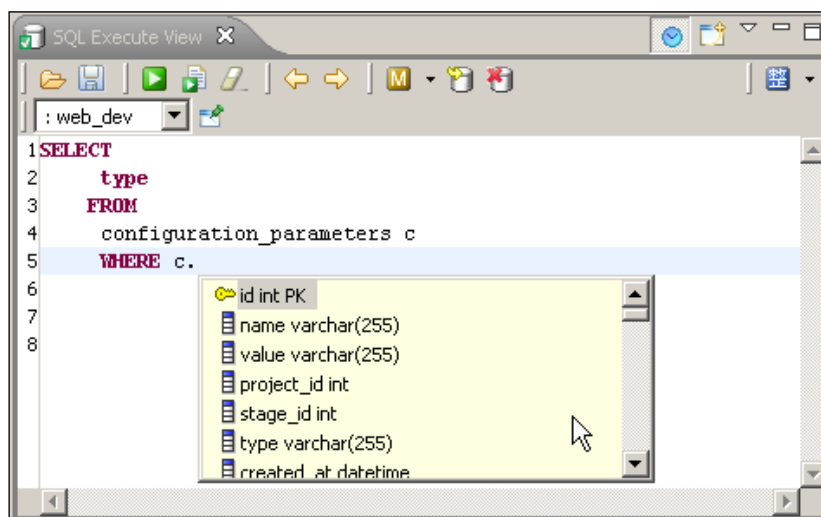 SQL Execute View
M 整
: web_dev
1 SELECT
2 type
3 FROM
4 configuration_parameters c
5 WHERE c.
6 id int PK
7 name varchar(255)
8 value varchar(255)
project_id int
stage_id int
type varchar(255)
created_at datetime